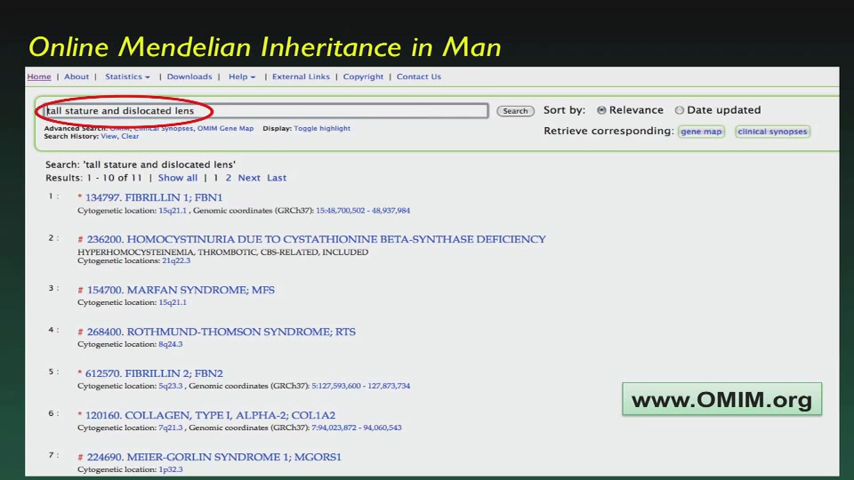 Online Mendelian Inheritance in Man
Home | About | Statistics | Downloads | Help | External Links | Copyright | Contact Us
tall stature and dislocated lens Search Sort by: Relevance Date updated
Advanced Search: OMIM, Clinical Synopses, OMIM Gene Map Display: Toggle highlight
Search History: View, Clear
Retrieve corresponding: gene map clinical synopses
Search: 'tall stature and dislocated lens'
Results: 1 - 10 of 11 | Show all | 1 2 Next Last
1 : * 134797. FIBRILLIN 1; FBN1
Cytogenetic location: 15q21.1 , Genomic coordinates (GRCh37): 15:48,700,502 - 48,937,984
2 : # 236200. HOMOCYSTINURIA DUE TO CYSTATHIONINE BETA-SYNTHASE DEFICIENCY
HYPERHOMOCYSTEINEMIA, THROMBOTIC, CBS-RELATED, INCLUDED
Cytogenetic locations: 21q22.3
3 : # 154700. MARFAN SYNDROME; MFS
Cytogenetic location: 15q21.1
4 : # 268400. ROTHMUND-THOMSON SYNDROME; RTS
Cytogenetic location: 8q24.3
5 : * 612570. FIBRILLIN 2; FBN2
Cytogenetic location: 5q23.3 , Genomic coordinates (GRCh37): 5:127,593,600 - 127,873,734
6 : * 120160. COLLAGEN, TYPE I, ALPHA-2; COL1A2
Cytogenetic location: 7q21.3 , Genomic coordinates (GRCh37): 7:94,023,872 - 94,060,543
7 : # 224690. MEIER-GORLIN SYNDROME 1; MGORS1
Cytogenetic location: 1p32.3
www.OMIM.org